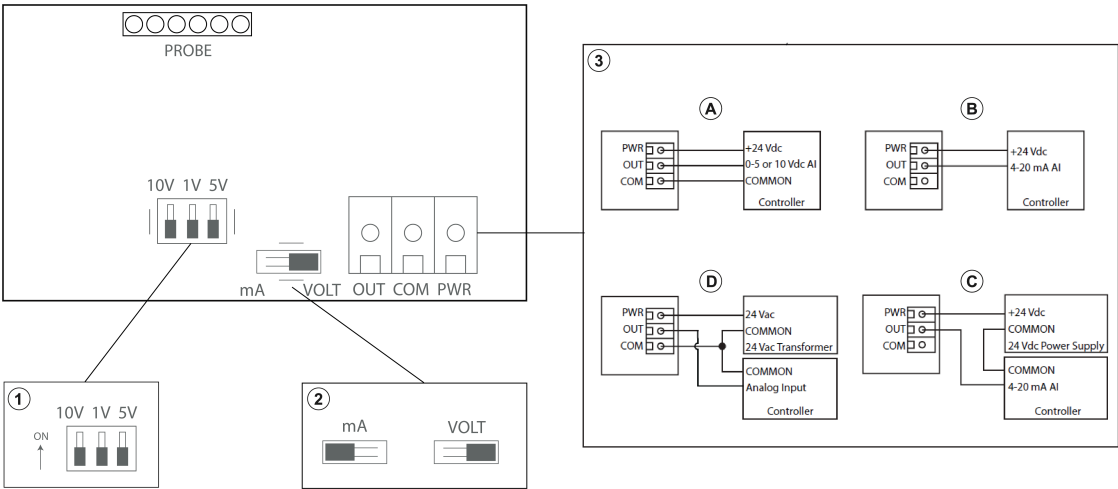 PROBE
10V 1V 5V
mA VOLT OUT COM PWR
1
10V 1V 5V
ON
2
mA VOLT
3
A
PWR +24 Vdc
OUT 0-5 or 10 Vdc AI
COM COMMON
Controller
B
PWR +24 Vdc
OUT 4-20 mA AI
COM
Controller
D
PWR 24 Vac
OUT COMMON
COM 24 Vac Transformer
COMMON
Analog Input
Controller
C
PWR +24 Vdc
OUT COMMON
COM 24 Vdc Power Supply
COMMON
4-20 mA AI
Controller